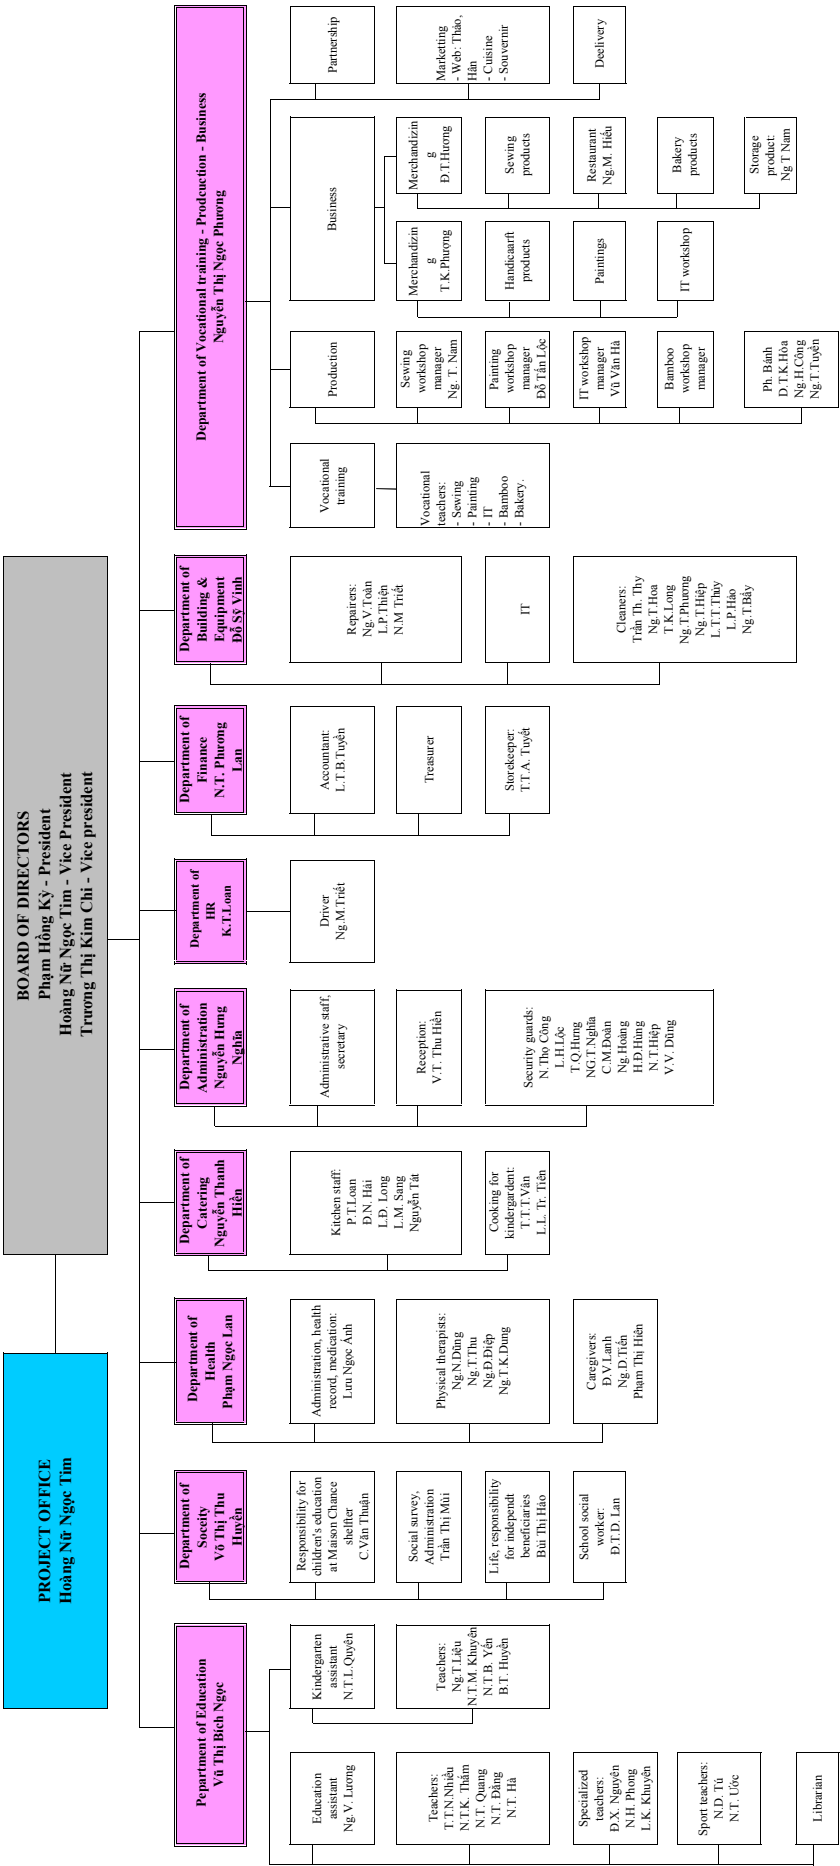 BOARD OF DIRECTORS
Phạm Hồng Kỳ - President
Hoàng Nữ Ngọc Tim - Vice President
Trương Thị Kim Chi - Vice president
PROJECT OFFICE
Hoàng Nữ Ngọc Tim
Pepartment of Education
Vũ Thị Bích Ngọc
Education
assistant
Ng.V. Lương
Teachers:
T.T.N.Nhiều
N.T.K. Thắm
N.T. Quang
N.T. Đằng
N.T. Hà
Specialized
teachers:
Đ.X. Nguyên
N.H. Phong
L.K. Khuyên
Sport teachers:
N.D. Tú
N.T. Ước
Librarian
Kindergarten
assistant
N.T.L.Quyên
Teachers:
Ng.T.Liệu
N.T.M. Khuyên
N.T.B. Yến
B.T. Huyền
Department of
Soceity
Võ Thị Thu
Huyền
Responsibility for
children's education
at Maison Chance
shelfter
C.Văn Thuận
Social survey,
Administration
Trần Thị Mùi
Life, responsibility
for independt
beneficiaries
Bùi Thị Hảo
School social
worker:
Đ.T.D. Lan
Department of
Health
Phạm Ngọc Lan
Administration, health
record, medication:
Lưu Ngọc Ánh
Physical therapists:
Ng.N.Dũng
Ng.T.Thu
Ng.Đ.Điệp
Ng.T.K.Dung
Caregivers:
Đ.V.Lanh
Ng.D.Tiến
Phạm Thị Hiên
Department of
Catering
Nguyễn Thanh
Hiền
Kitchen staff:
P.T.Loan
Đ.N. Hải
L.Đ. Long
L.M. Sang
Nguyễn Tất
Cooking for
kindergardent:
T.T.T.Vân
L.L. Tr. Tiên
Department of
Administration
Nguyễn Hưng
Nghĩa
Administrative staff,
secretary
Reception:
V.T. Thu Hiền
Security guards:
N.Thọ Công
L.H.Lộc
T.Q.Hưng
NG.T.Nghĩa
C.M.Đoàn
Ng.Hoàng
H.Đ.Hùng
N.T.Hiệp
V.V. Dũng
Department of
HR
K.T.Loan
Driver
Ng.M.Triết
Department of
Finance
N.T. Phương
Lan
Accountant:
L.T.B.Tuyền
Treasurer
Storekeeper:
T.T.A. Tuyết
Department of
Building &
Equipment
Đỗ Sỹ Vinh
Repairers:
Ng.V.Toàn
L.P.Thiện
N.M Triết
IT
Cleaners:
Trần Th. Thy
Ng.T.Hoa
T.K.Long
Ng.T.Phương
Ng.T.Hiệp
L.T.T.Thủy
L.P.Hảo
Ng.T.Bảy
Department of Vocational training - Prodcuction - Business
Nguyễn Thị Ngọc Phương
Vocational
training
Vocational
teachers:
- Sewing
- Painting
- IT
- Bamboo
- Bakery.
Production
Sewing
workshop
manager
Ng. T. Nam
Painting
workshop
manager
Đỗ Tấn Lộc
IT workshop
manager
Vũ Văn Hà
Bamboo
workshop
manager
Ph. Bánh
D.T.K.Hòa
Ng.H.Công
Ng.T.Tuyền
Business
Merchandizin
g
T.K.Phượng
Handicaarft
products
Paintings
IT workshop
Merchandizin
g
Đ.T.Hương
Sewing
products
Restaurant
Ng.M. Hiếu
Bakery
products
Storage
product:
Ng T Nam
Partnership
Marketting
- Web: Thảo,
Hân
- Cuisine
- Souvernir
Deelivery